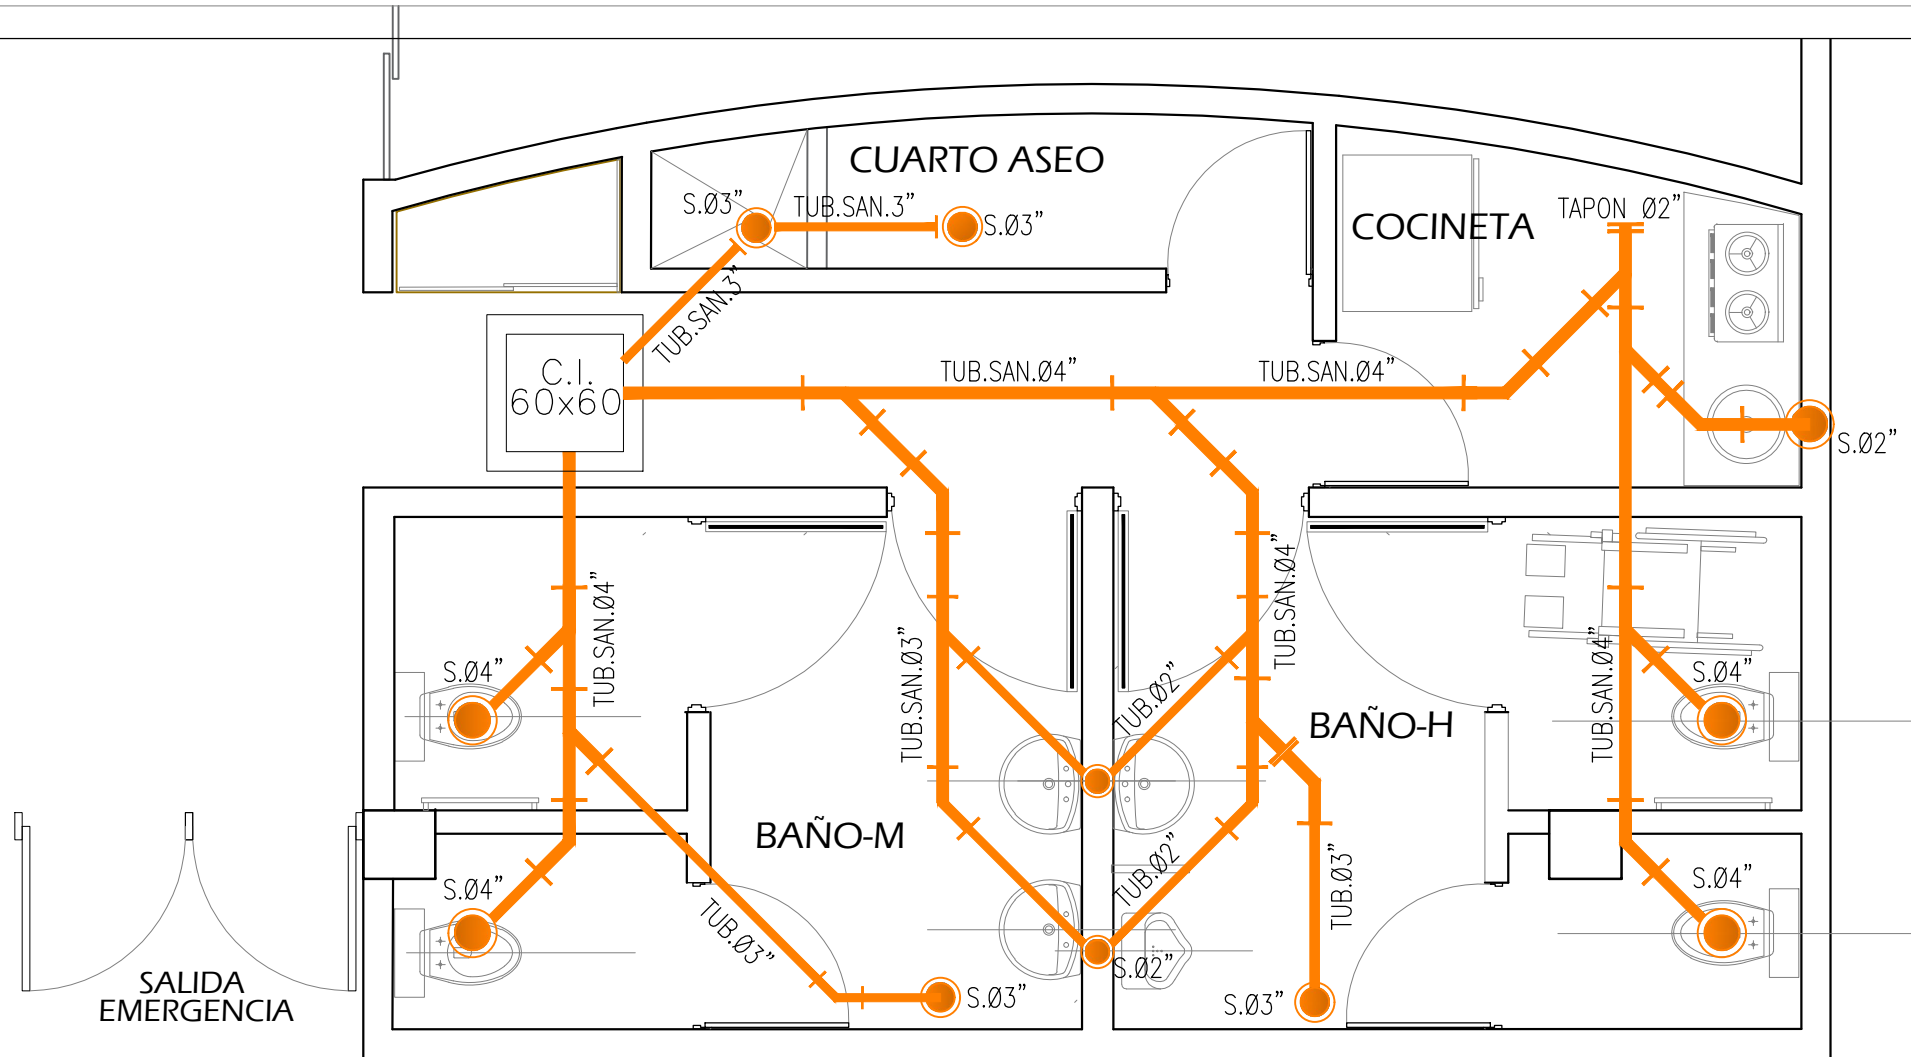 CUARTO ASEO
S.Ø3”
TUB.SAN.3”
S.Ø3”
COCINETA
TAPON Ø2”
TUB.SAN.3”
C.I.
60x60
TUB.SAN.Ø4”
TUB.SAN.Ø4”
S.Ø2”
TUB.SAN.Ø4”
TUB.SAN.Ø4”
S.Ø4”
TUB.SAN.Ø3”
TUB.Ø2”
BAÑO-H
TUB.SAN.Ø4”
S.Ø4”
BAÑO-M
S.Ø4”
TUB.Ø3”
TUB.Ø2”
TUB.Ø3”
S.Ø4”
S.Ø2”
S.Ø3”
S.Ø3”
SALIDA
EMERGENCIA